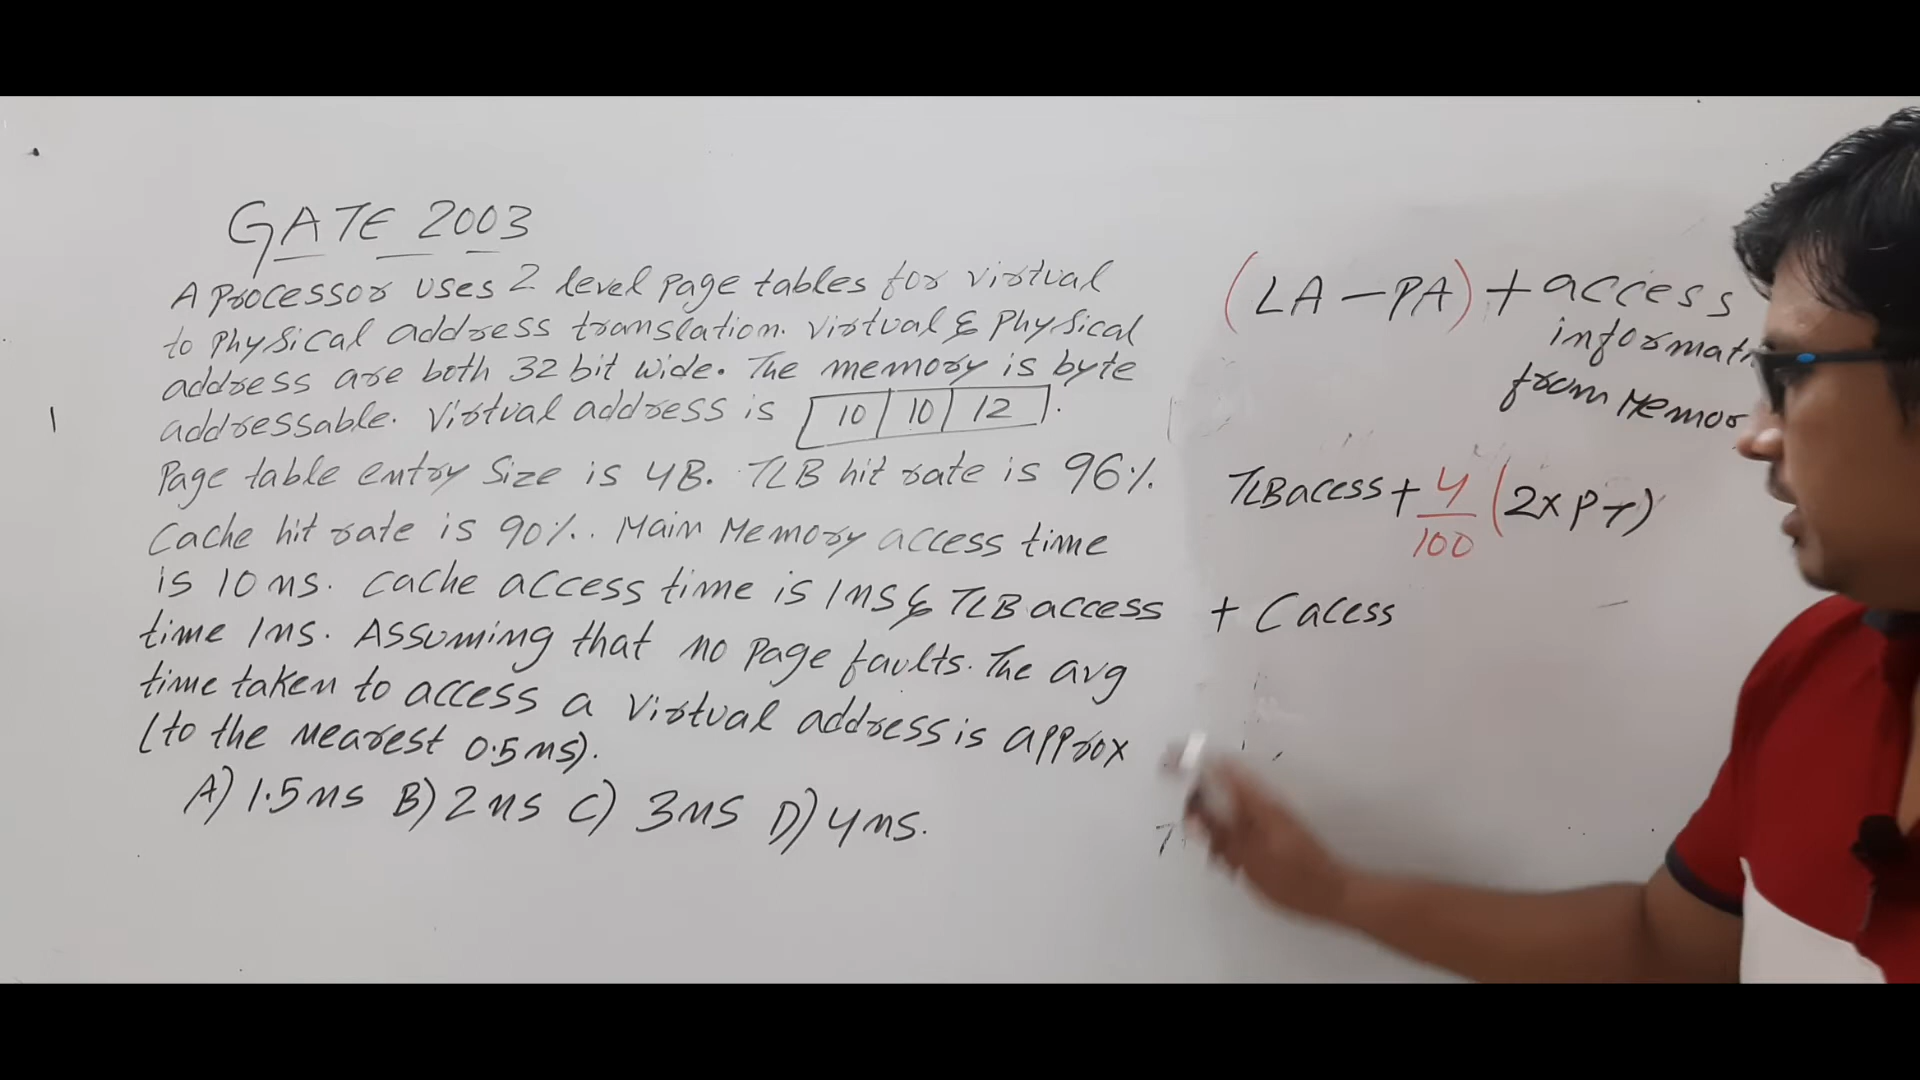 GATE 2003
A Processor uses 2 level page tables for virtual
to Physical address translation. Virtual & Physical
address are both 32 bit wide. The memory is byte
addressable. Virtual address is 10 10 12 .
Page table entry Size is 4B. TLB hit rate is 96%.
Cache hit rate is 90%. Main Memory access time
is 10 ns. Cache access time is 1ns & TLB access
time 1ns. Assuming that no page faults. The avg
time taken to access a virtual address is approx
(to the nearest 0.5 ns).
A) 1.5 ns B) 2 ns C) 3 ns D) 4 ns.
(LA - PA) + access
from
TLB acess + 4/100 (2 x PT)
+ C acess